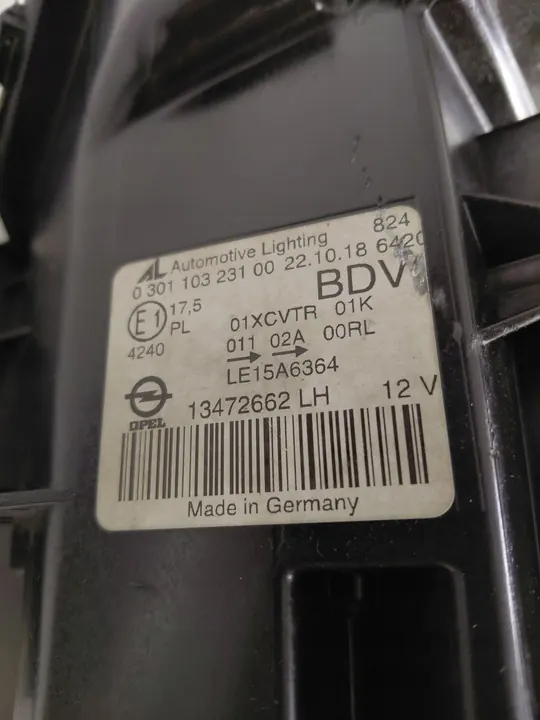 824
AL Automotive Lighting
0 301 103 231 00 22.10.18 6420
BDV
E1 17,5
PL 01XCVTR 01K
4240 011 02A 00RL
LE15A6364
OPEL 13472662 LH 12 V
Made in Germany